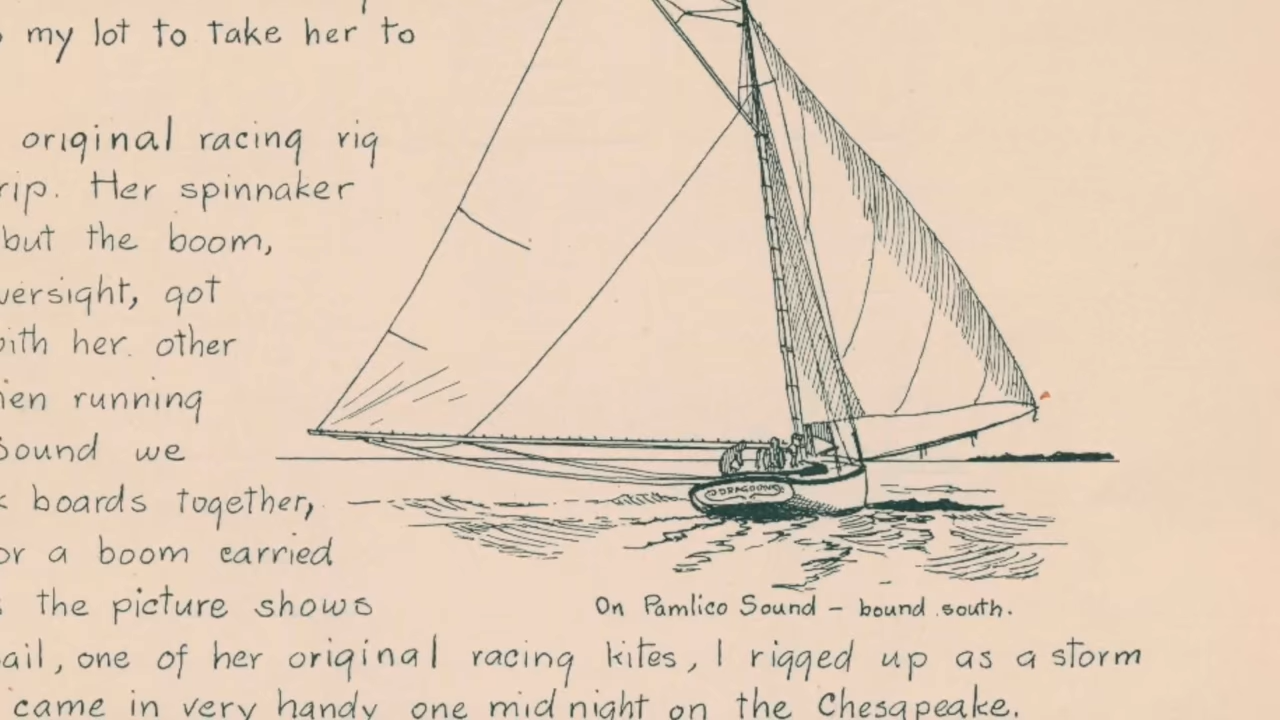 my lot to take her to
original racing rig
rip. Her spinnaker
but the boom,
versight, got
with her. other
running
Sound we
boards together,
or a boom carried
DRAGOON
the picture shows
On Pamlico Sound – bound south.
ail, one of her original racing kites, I rigged up as a storm
came in very handy one midnight on the Chesapeake.